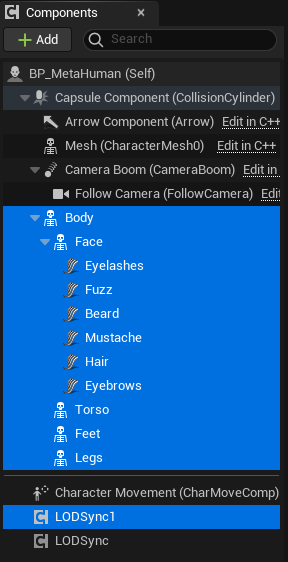 Components
Add
Search
BP_MetaHuman (Self)
Capsule Component (CollisionCylinder)
Arrow Component (Arrow) Edit in C++
Mesh (CharacterMesh0) Edit in C++
Camera Boom (CameraBoom) Edit in
Follow Camera (FollowCamera) Edit
Body
Face
Eyelashes
Fuzz
Beard
Mustache
Hair
Eyebrows
Torso
Feet
Legs
Character Movement (CharMoveComp)
LODSync1
LODSync